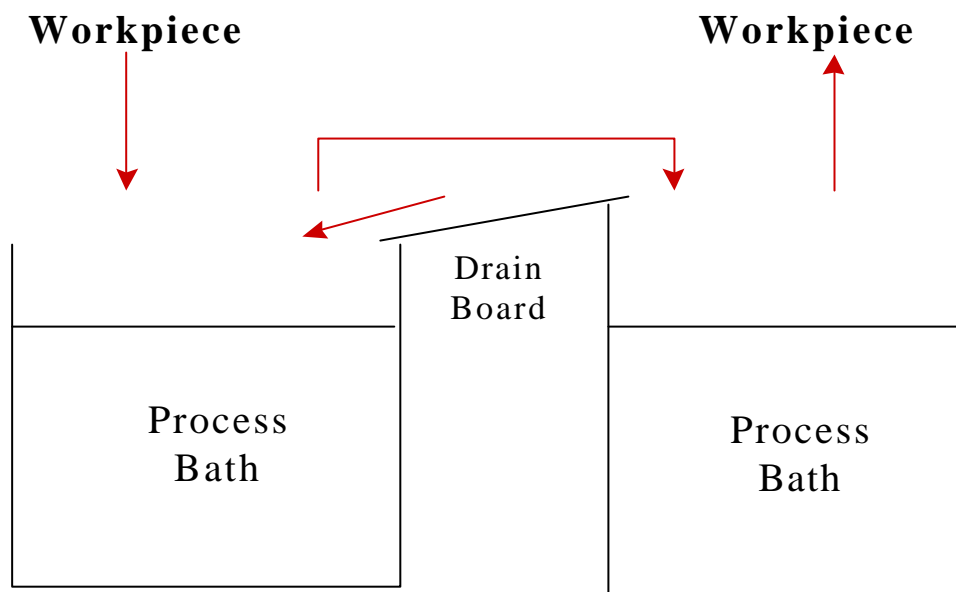 Workpiece
Workpiece
Drain
Board
Process
Bath
Process
Bath